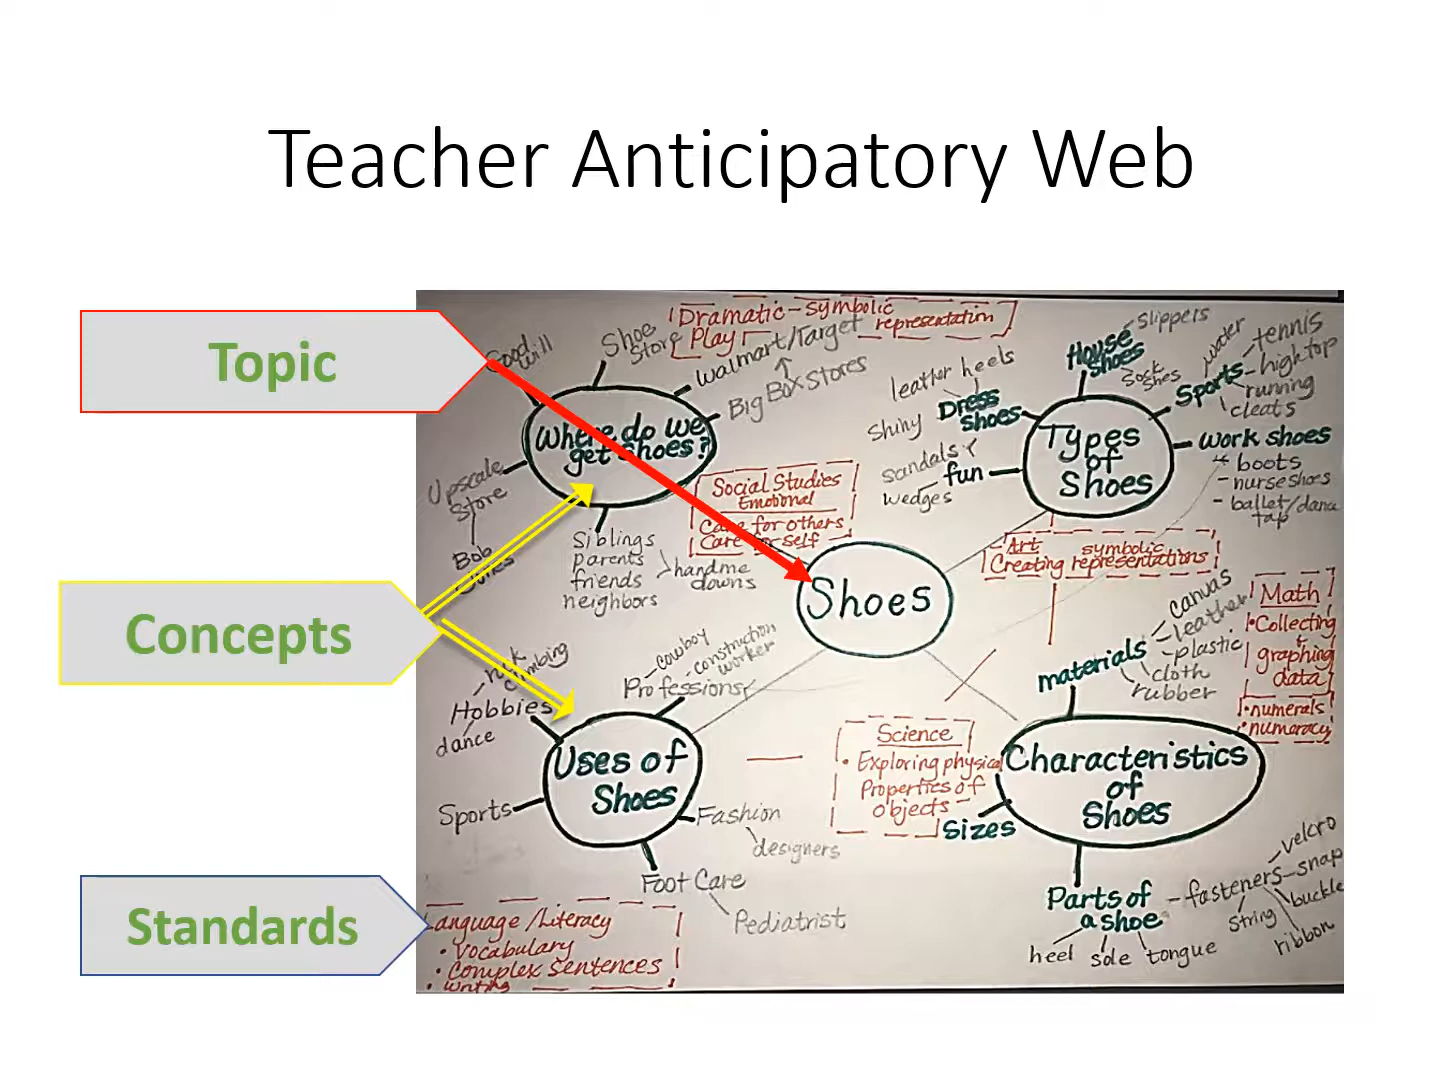 Teacher Anticipatory Web
Topic
Concepts
Standards
Shoes
Where do we
get shoes?
Good
will
Shoe
Store
Walmart/Target
Big Box Stores
Upscale
Store
Bob
Siblings
parents
friends
neighbors
handme
downs
Dramatic - symbolic
Play representation
Social Studies
Emotional
Care for others
Care for self
Types
of
Shoes
House
Shoes
slippers
Sock
Shoes
Sports
water
tennis
hightop
running
cleats
work shoes
boots
- nurse shoes
- ballet/dance
tap
Dress
shoes
leather heels
Shiny
fun
sandals
wedges
Art symbolic
Creating representations
Uses of
Shoes
Hobbies
rock
climbing
dance
Professions
cowboy
construction
worker
Sports
Fashion
designers
Foot Care
Pediatrist
Science
• Exploring physical
Properties of
objects
Characteristics
of
Shoes
materials
canvas
leather
plastic
cloth
rubber
Sizes
Parts of
a shoe
heel
sole
tongue
- fasteners
velcro
snap
buckle
ribbon
String
Math
• Collecting
+
graphing
data
• numerals
• numeracy
Language /Literacy
• Vocabulary
• Complex Sentences
• Writing